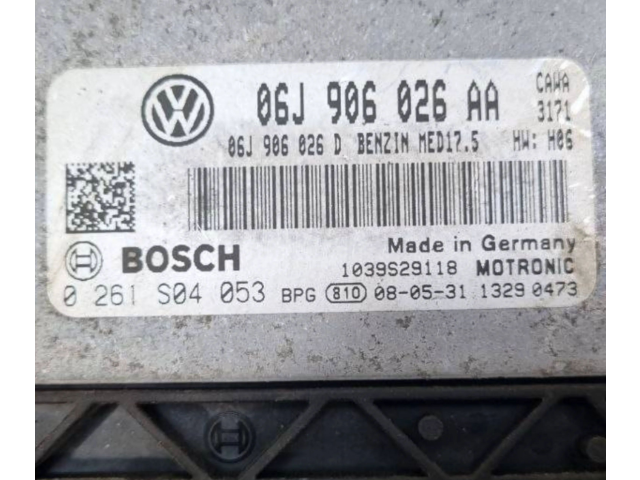 06J 906 026 AA CAWA
3171
06J 906 026 D BENZIN MED17.5 HW: H06
BOSCH Made in Germany
1039S29118 MOTRONIC
0 261 S04 053 BPG 810 08-05-31 1329 0473